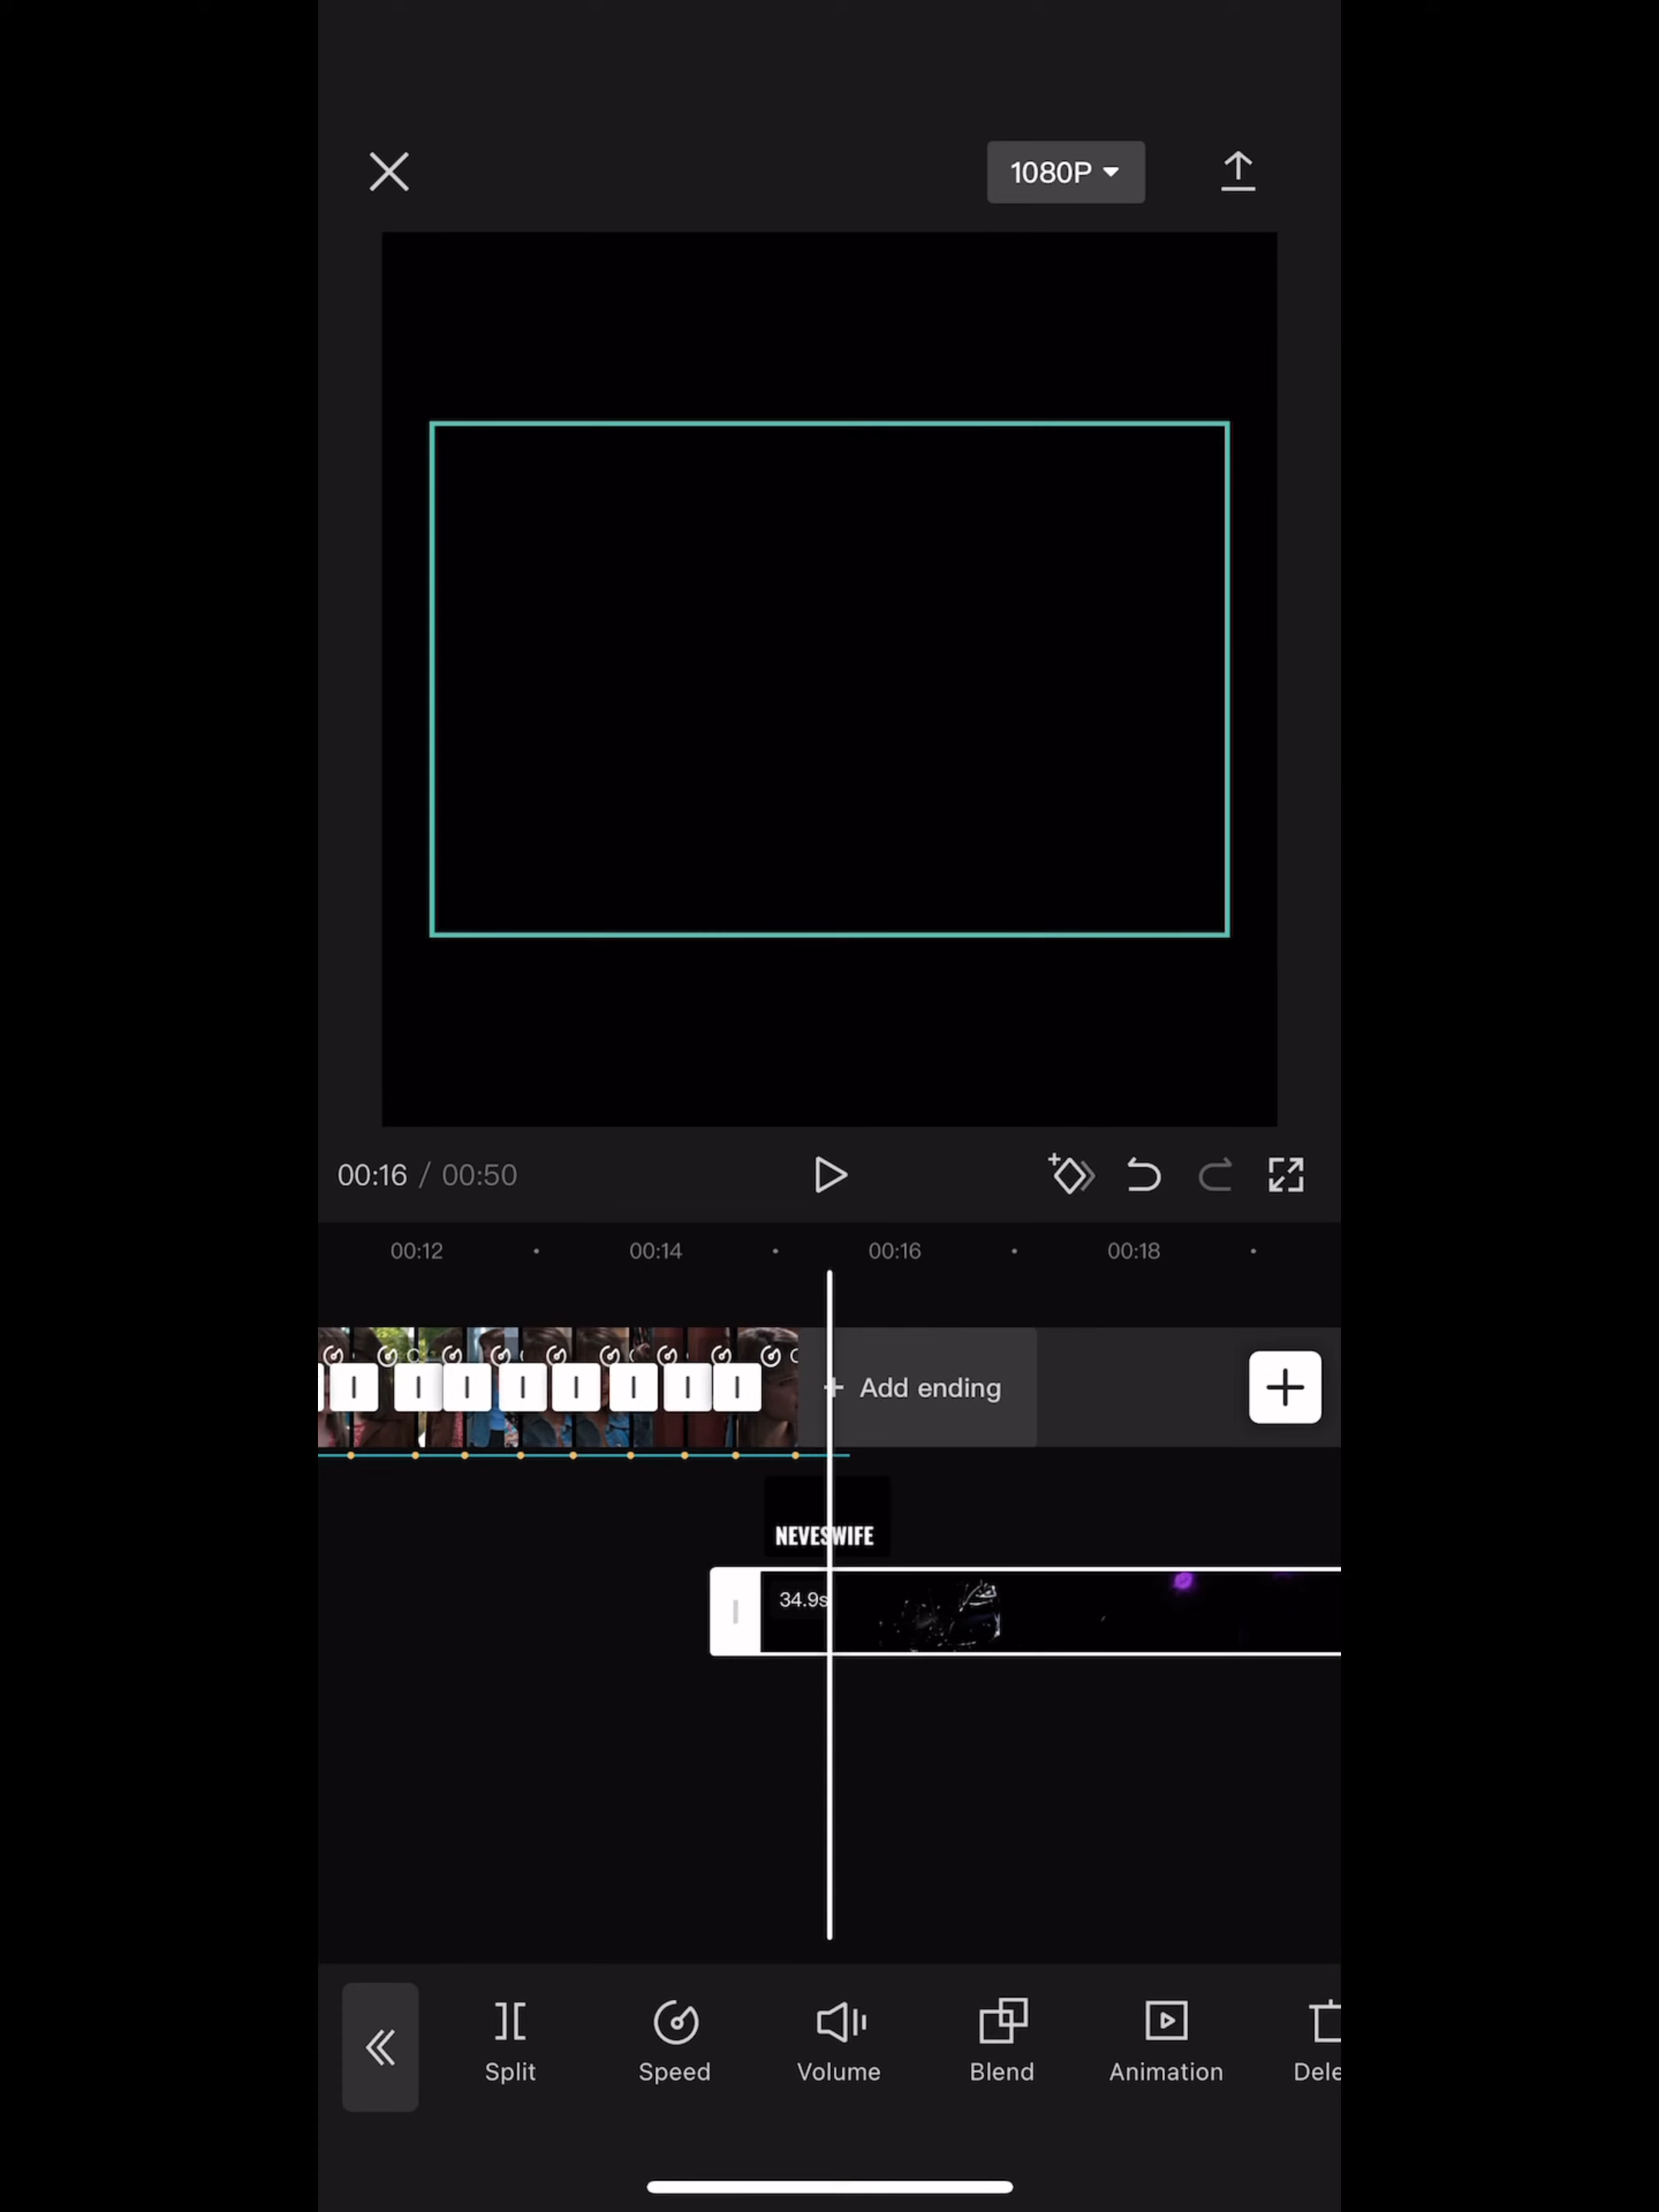 1080P
00:16 / 00:50
00:12 00:14 00:16 00:18
+ Add ending
NEVESWIFE
34.9s
Split Speed Volume Blend Animation Dele